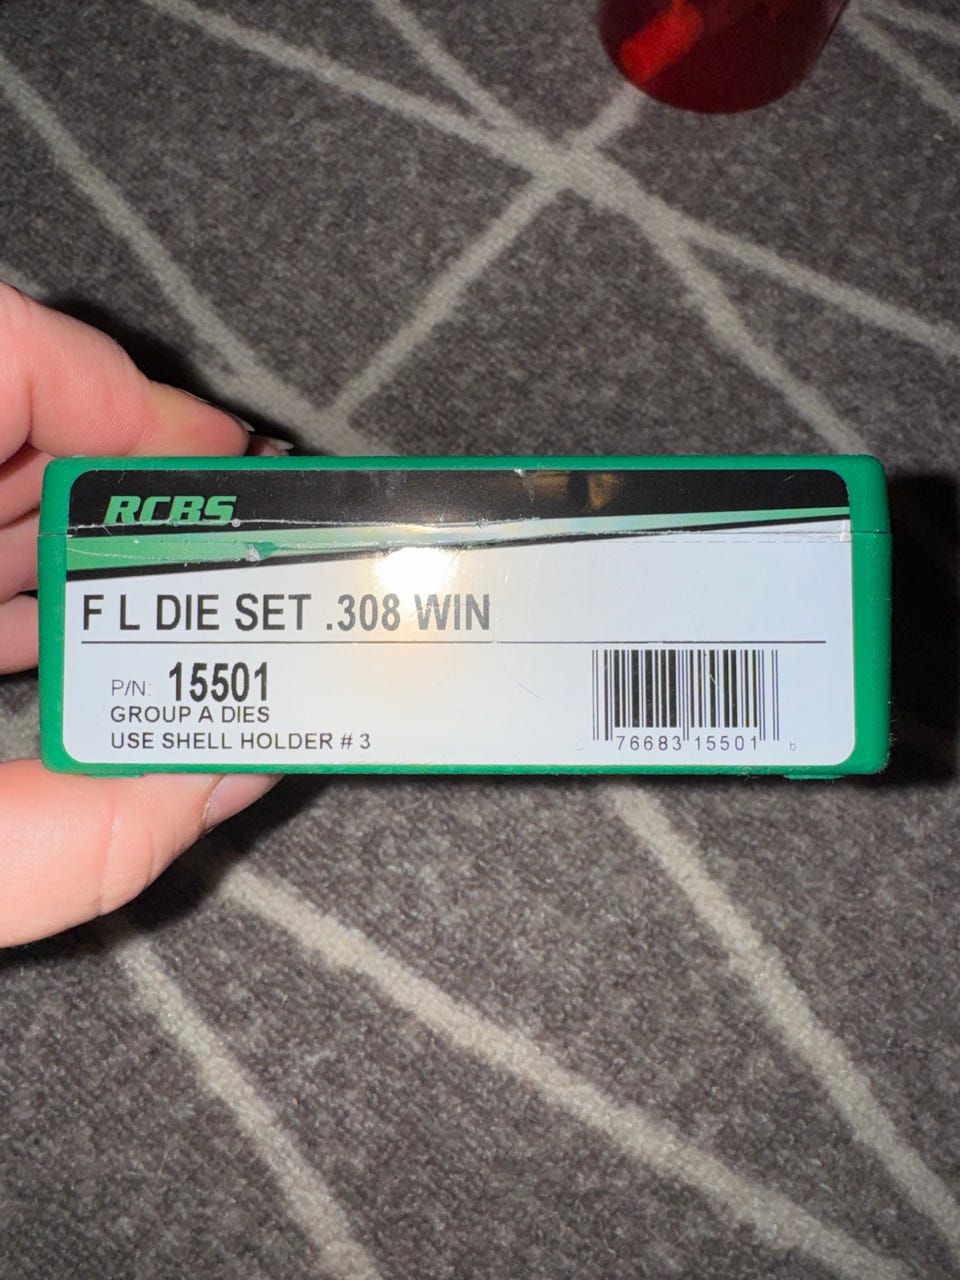 RCBS
F L DIE SET .308 WIN
P/N: 15501
GROUP A DIES
USE SHELL HOLDER # 3
76683 15501